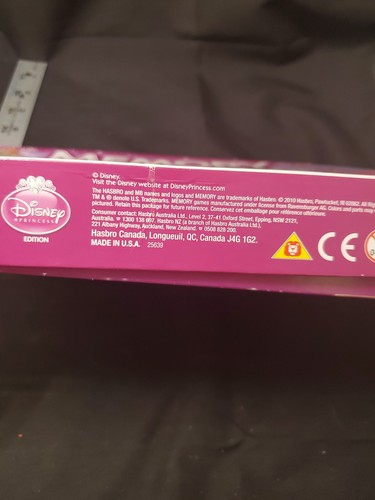 © Disney.
Visit the Disney website at DisneyPrincess.com
The HASBRO and MB names and logos and MEMORY are trademarks of Hasbro. © 2010 Hasbro, Pawtucket, RI 02862. All Rig
TM & ® denote U.S. Trademarks. MEMORY games manufactured under license from Ravensburger AG. Colors and parts may
pictured. Retain this package for future reference. Conservez cet emballage pour référence ultérieure.
Consumer contact: Hasbro Australia Ltd., Level 2, 37-41 Oxford Street, Epping, NSW 2121,
Australia. 1300 138 697. Hasbro NZ (a branch of Hasbro Australia Ltd.),
221 Albany Highway, Auckland, New Zealand. 0508 828 200.
Hasbro Canada, Longueuil, QC, Canada J4G 1G2.
MADE IN U.S.A. 25639
Disney
PRINCESS
EDITION
CE